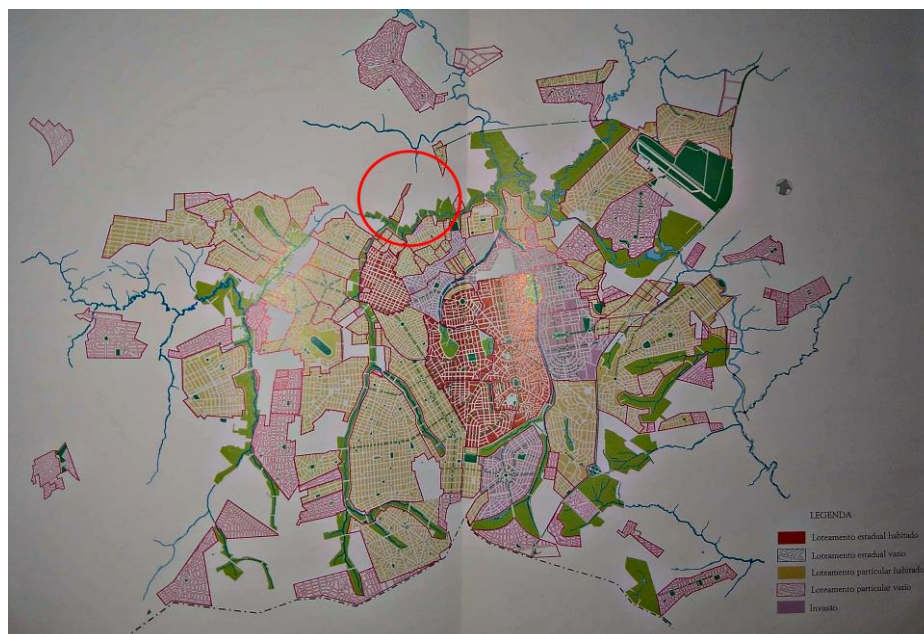 LEGENDA
Loteamento estadual habitado
Loteamento estadual vazio
Loteamento particular habitado
Loteamento particular vazio
Invasão